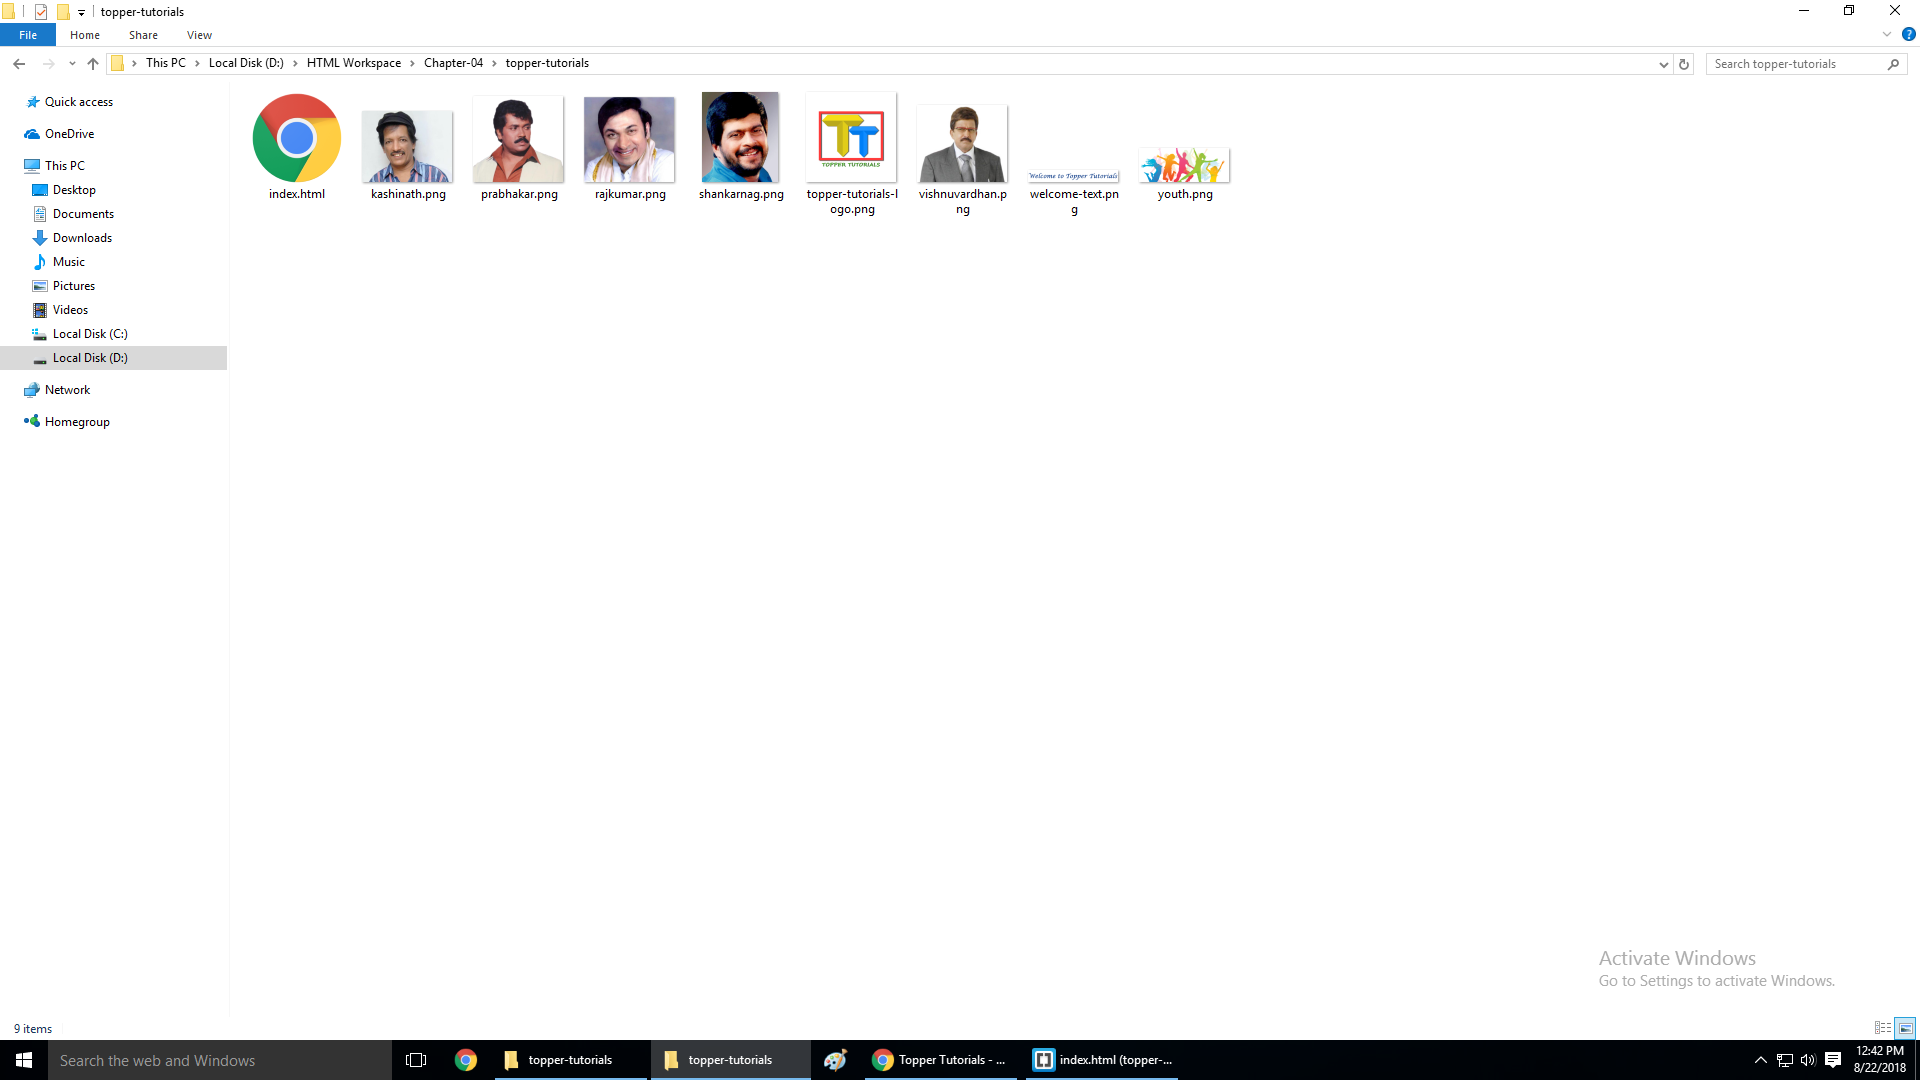 topper-tutorials
File Home Share View
This PC Local Disk (D:) HTML Workspace Chapter-04 topper-tutorials
Search topper-tutorials
Quick access
OneDrive
This PC
Desktop
Documents
Downloads
Music
Pictures
Videos
Local Disk (C:)
Local Disk (D:)
Network
Homegroup
TT
TOPPER TUTORIALS
Welcome to Topper Tutorials
index.html
kashinath.png
prabhakar.png
rajkumar.png
shankarnag.png
topper-tutorials-l
ogo.png
vishnuvardhan.p
ng
welcome-text.pn
g
youth.png
Activate Windows
Go to Settings to activate Windows.
9 items
Search the web and Windows
topper-tutorials
topper-tutorials
Topper Tutorials - ...
index.html (topper-...
12:42 PM
8/22/2018